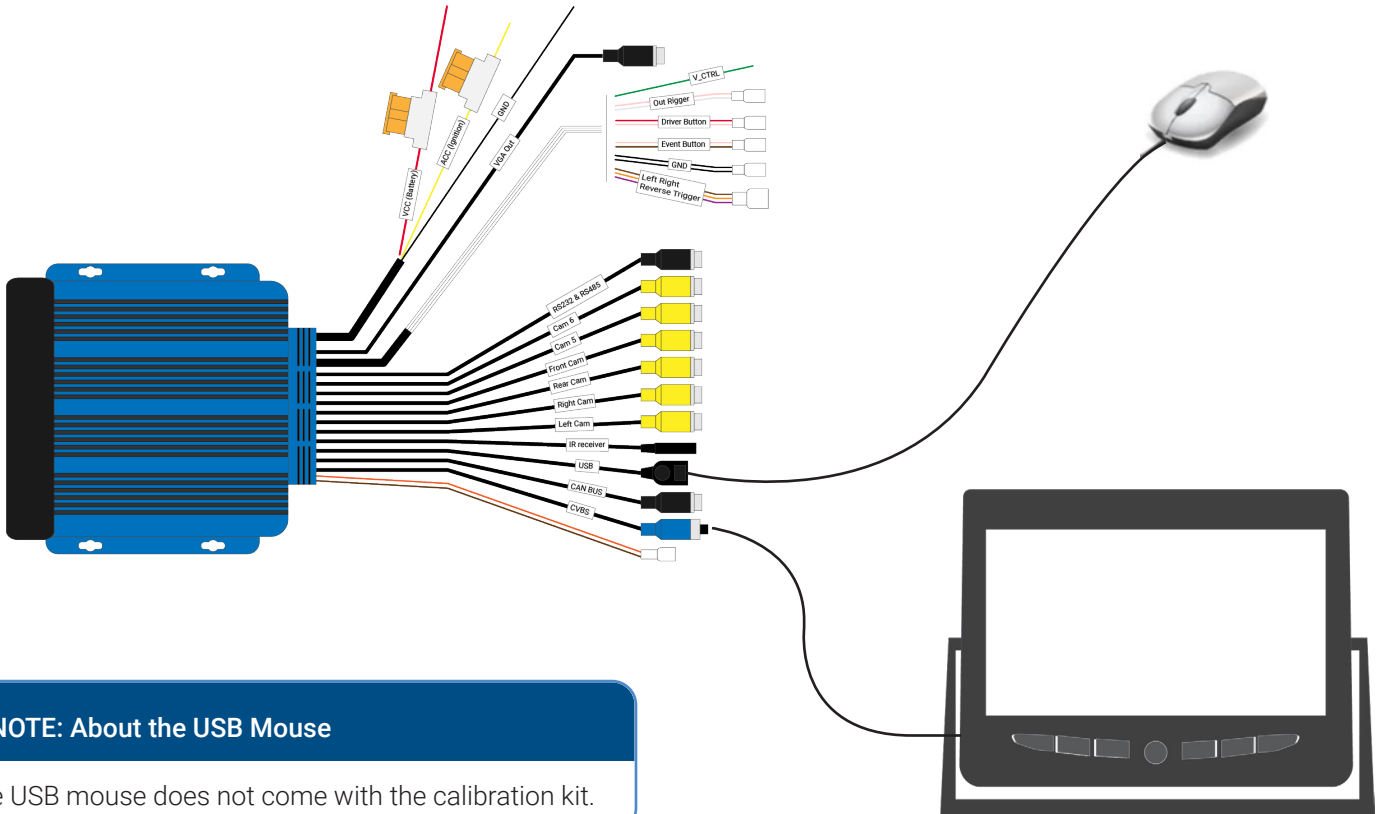 V_CTRL
Out Rigger
Driver Button
Event Button
GND
Left Right
Reverse Trigger
GND
ACC (Ignition)
VGA Out
VCC (Battery)
RS232 & RS485
Cam 6
Cam 5
Front Cam
Rear Cam
Right Cam
Left Cam
IR receiver
USB
CAN BUS
CVBS
NOTE: About the USB Mouse
e USB mouse does not come with the calibration kit.